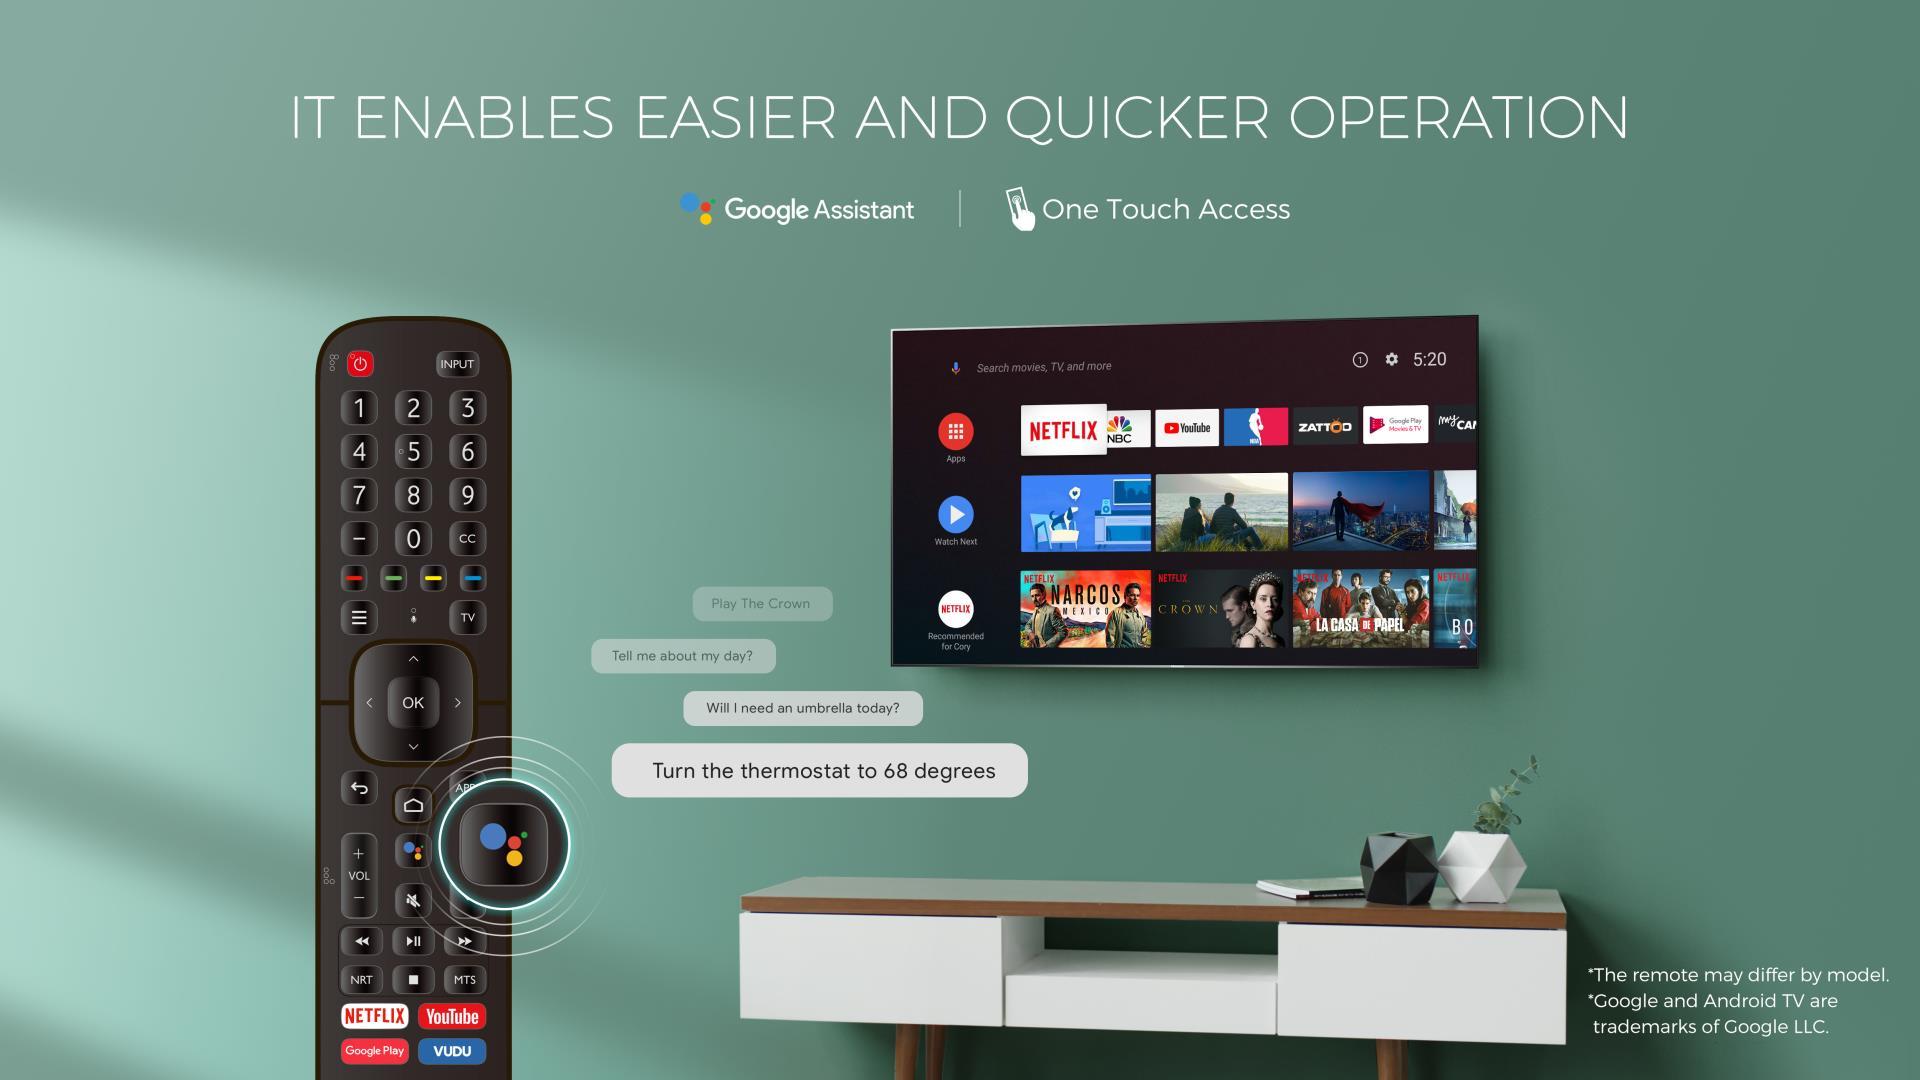 IT ENABLES EASIER AND QUICKER OPERATION
Google Assistant
One Touch Access
INPUT
1 2 3
4 5 6
7 8 9
- 0 CC
TV
OK
+
VOL
-
NRT MTS
NETFLIX YouTube
Google Play VUDU
Play The Crown
Tell me about my day?
Will I need an umbrella today?
Turn the thermostat to 68 degrees
Search movies, TV, and more
1 5:20
Apps
NETFLIX NBC YouTube NBA ZATTOO Google Play
Movies & TV
Watch Next
NETFLIX
Recommended
for Cory
NETFLIX
NARCOS
MEXICO
NETFLIX
THE
CROWN
NETFLIX
LA CASA DE PAPEL
NETFLIX
BO
*The remote may differ by model.
*Google and Android TV are
trademarks of Google LLC.